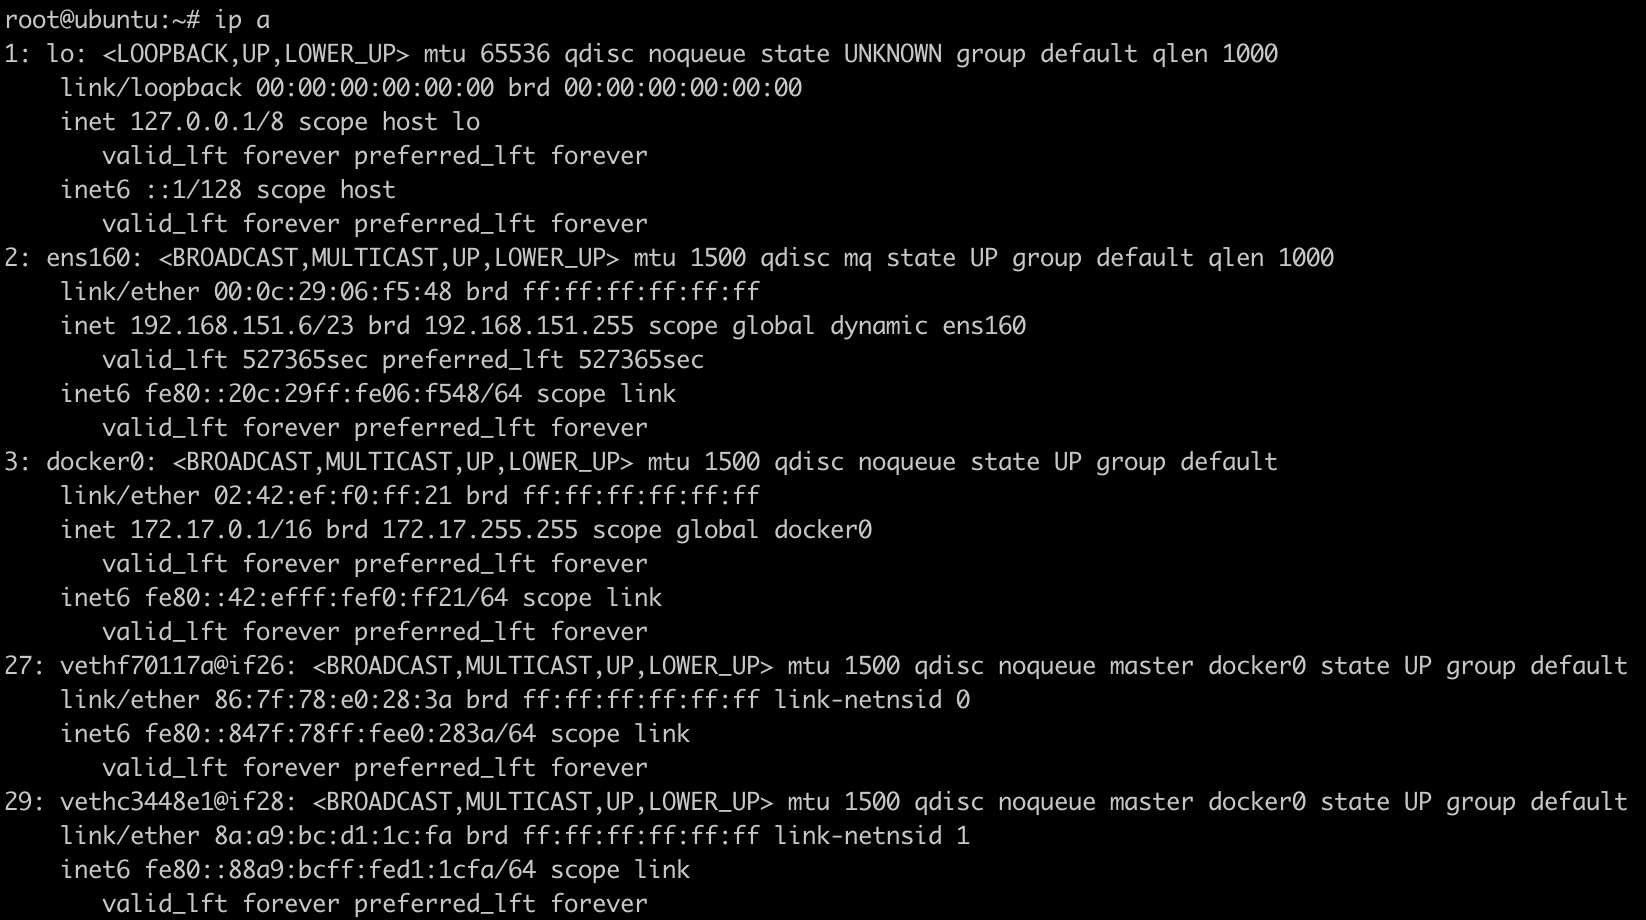 root@ubuntu:~# ip a
1: lo: <LOOPBACK,UP,LOWER_UP> mtu 65536 qdisc noqueue state UNKNOWN group default qlen 1000
    link/loopback 00:00:00:00:00:00 brd 00:00:00:00:00:00
    inet 127.0.0.1/8 scope host lo
       valid_lft forever preferred_lft forever
    inet6 ::1/128 scope host
       valid_lft forever preferred_lft forever
2: ens160: <BROADCAST,MULTICAST,UP,LOWER_UP> mtu 1500 qdisc mq state UP group default qlen 1000
    link/ether 00:0c:29:06:f5:48 brd ff:ff:ff:ff:ff:ff
    inet 192.168.151.6/23 brd 192.168.151.255 scope global dynamic ens160
       valid_lft 527365sec preferred_lft 527365sec
    inet6 fe80::20c:29ff:fe06:f548/64 scope link
       valid_lft forever preferred_lft forever
3: docker0: <BROADCAST,MULTICAST,UP,LOWER_UP> mtu 1500 qdisc noqueue state UP group default
    link/ether 02:42:ef:f0:ff:21 brd ff:ff:ff:ff:ff:ff
    inet 172.17.0.1/16 brd 172.17.255.255 scope global docker0
       valid_lft forever preferred_lft forever
    inet6 fe80::42:efff:fef0:ff21/64 scope link
       valid_lft forever preferred_lft forever
27: vethf70117a@if26: <BROADCAST,MULTICAST,UP,LOWER_UP> mtu 1500 qdisc noqueue master docker0 state UP group default
    link/ether 86:7f:78:e0:28:3a brd ff:ff:ff:ff:ff:ff link-netnsid 0
    inet6 fe80::847f:78ff:fee0:283a/64 scope link
       valid_lft forever preferred_lft forever
29: vethc3448e1@if28: <BROADCAST,MULTICAST,UP,LOWER_UP> mtu 1500 qdisc noqueue master docker0 state UP group default
    link/ether 8a:a9:bc:d1:1c:fa brd ff:ff:ff:ff:ff:ff link-netnsid 1
    inet6 fe80::88a9:bcff:fed1:1cfa/64 scope link
       valid_lft forever preferred_lft forever